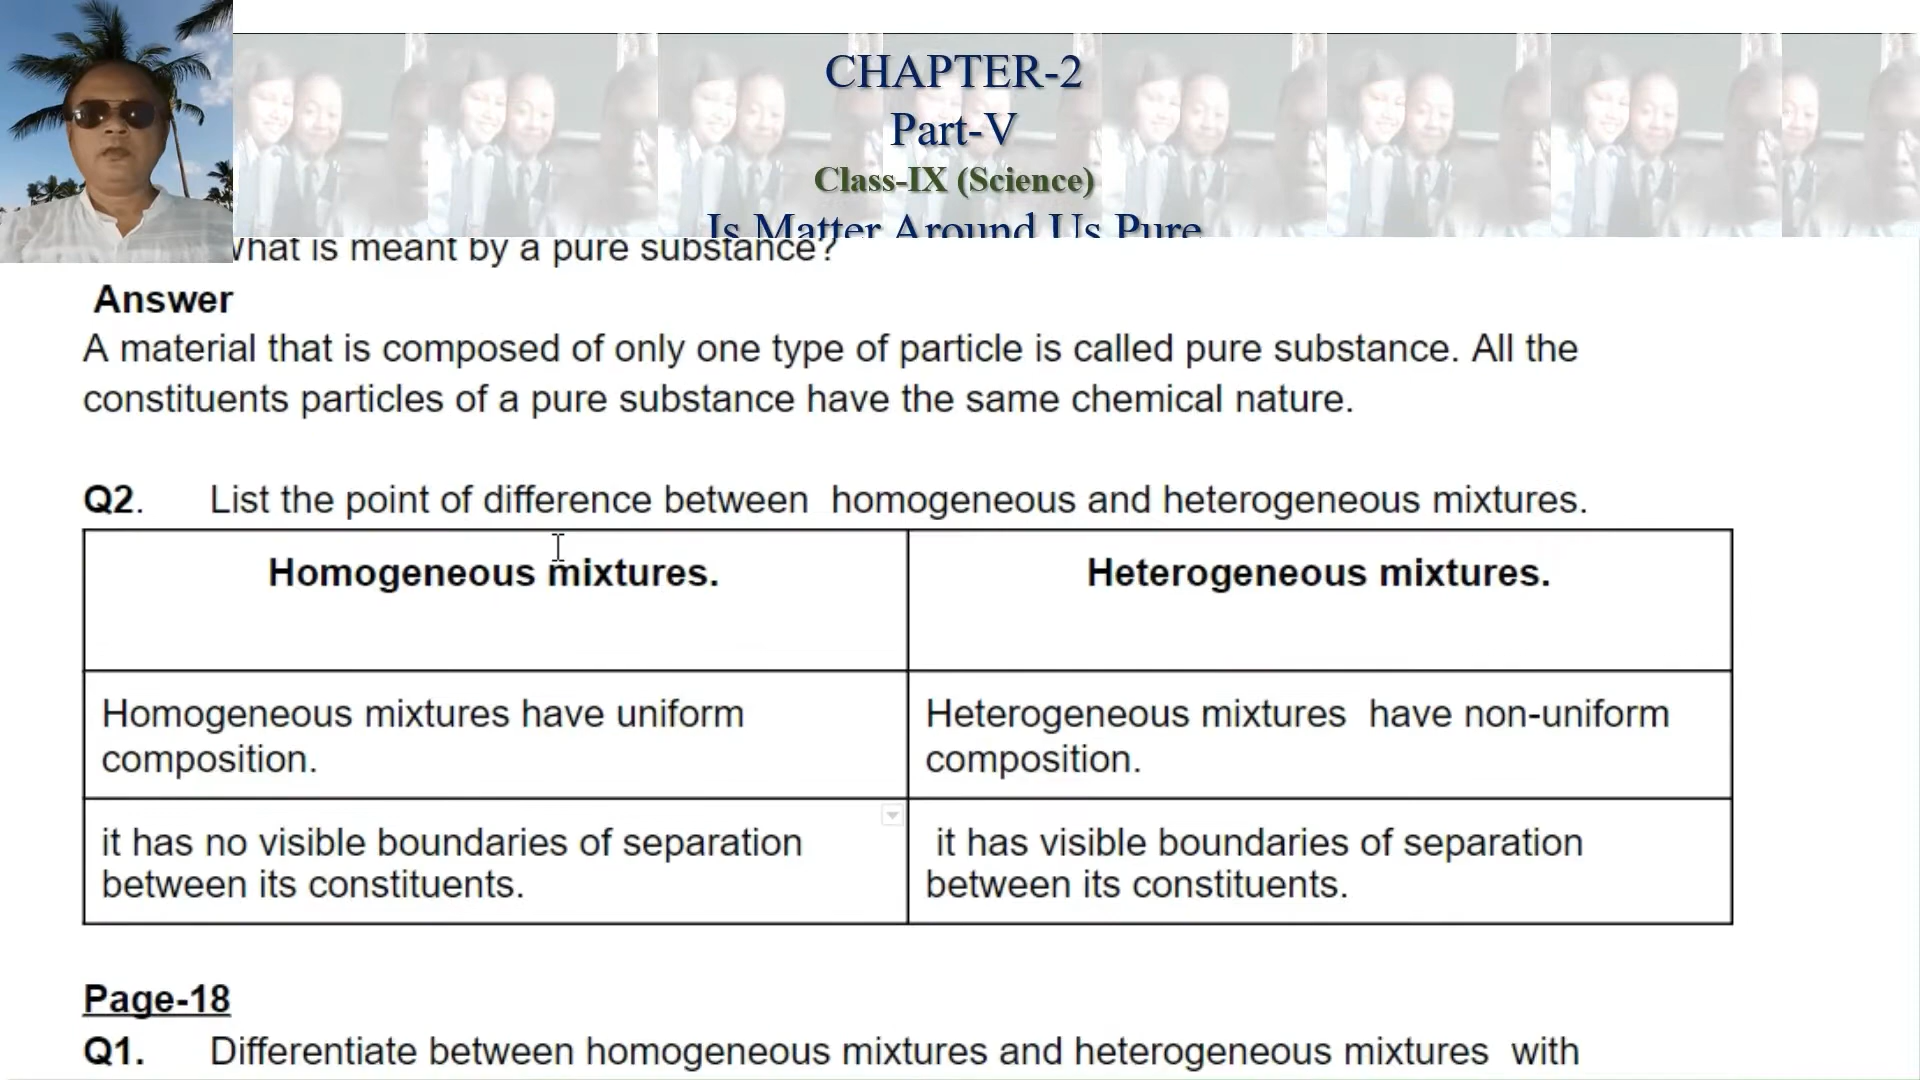 CHAPTER-2
Part-V
Class-IX (Science)
Is Matter Around Us Pure
What is meant by a pure substance?
Answer
A material that is composed of only one type of particle is called pure substance. All the
constituents particles of a pure substance have the same chemical nature.
Q2. List the point of difference between homogeneous and heterogeneous mixtures.
Homogeneous mixtures.
Heterogeneous mixtures.
Homogeneous mixtures have uniform
composition.
Heterogeneous mixtures have non-uniform
composition.
it has no visible boundaries of separation
between its constituents.
it has visible boundaries of separation
between its constituents.
Page-18
Q1. Differentiate between homogeneous mixtures and heterogeneous mixtures with